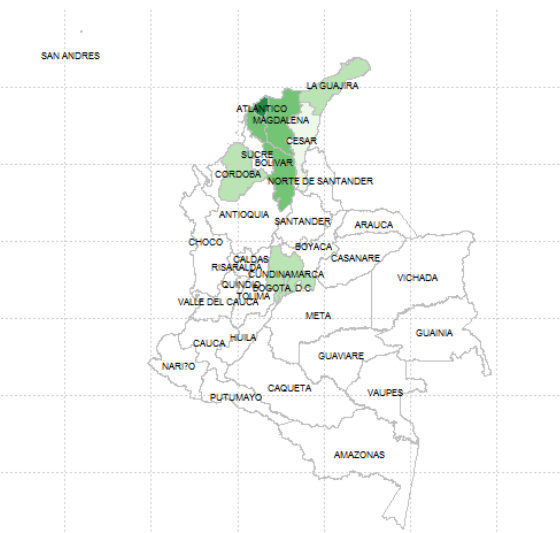 SAN ANDRES
LA GUAJIRA
ATLANTICO
MAGDALENA
CESAR
SUCRE
BOLIVAR
CORDOBA
NORTE DE SANTANDER
ANTIOQUIA
SANTANDER
ARAUCA
CHOCO
BOYACA
CALDAS
CASANARE
RISARALDA
CUNDINAMARCA
VICHADA
QUINDIO
BOGOTA, D.C.
TOLIMA
VALLE DEL CAUCA
META
GUAINIA
HUILA
CAUCA
GUAVIARE
NARI?O
CAQUETA
VAUPES
PUTUMAYO
AMAZONAS